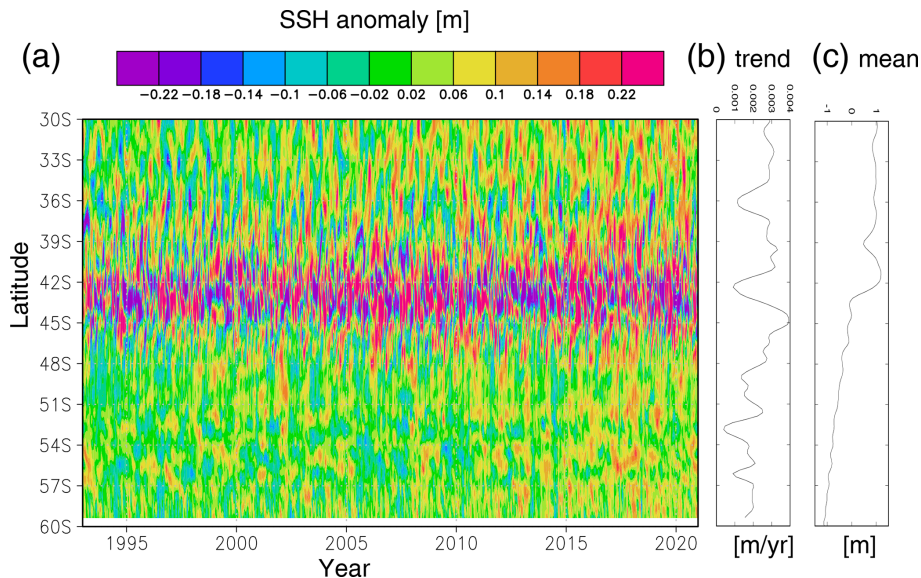 SSH anomaly [m]
(a)
−0.22 −0.18 −0.14 −0.1 −0.06 −0.02 0.02 0.06 0.1 0.14 0.18 0.22
(b) trend
(c) mean
0 0.001 0.002 0.003 0.004
-1 0 1
30S
33S
36S
39S
42S
45S
48S
51S
54S
57S
60S
Latitude
1995 2000 2005 2010 2015 2020
Year
[m/yr]
[m]